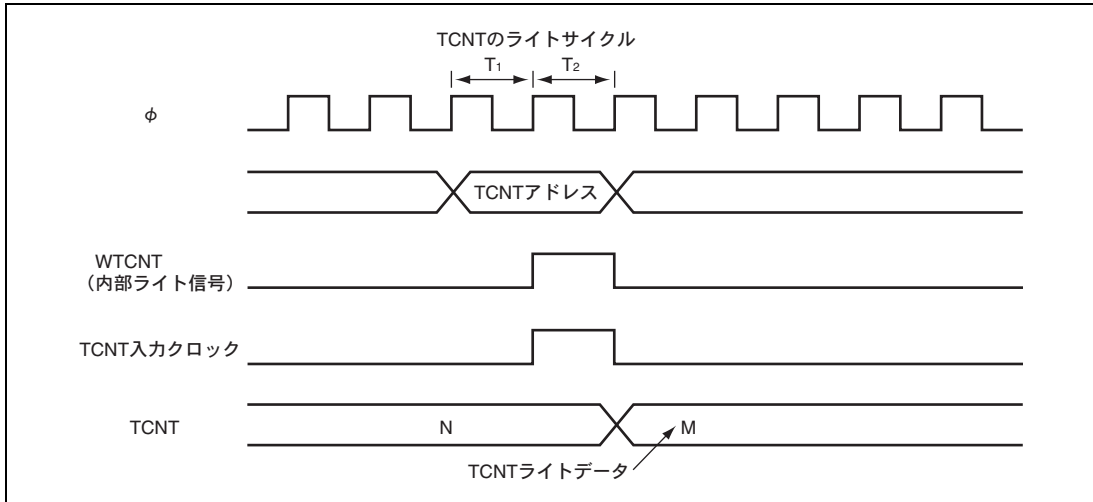 TCNTのライトサイクル
T1 T2
φ
TCNTアドレス
WTCNT
（内部ライト信号）
TCNT入力クロック
TCNT N M
TCNTライトデータ